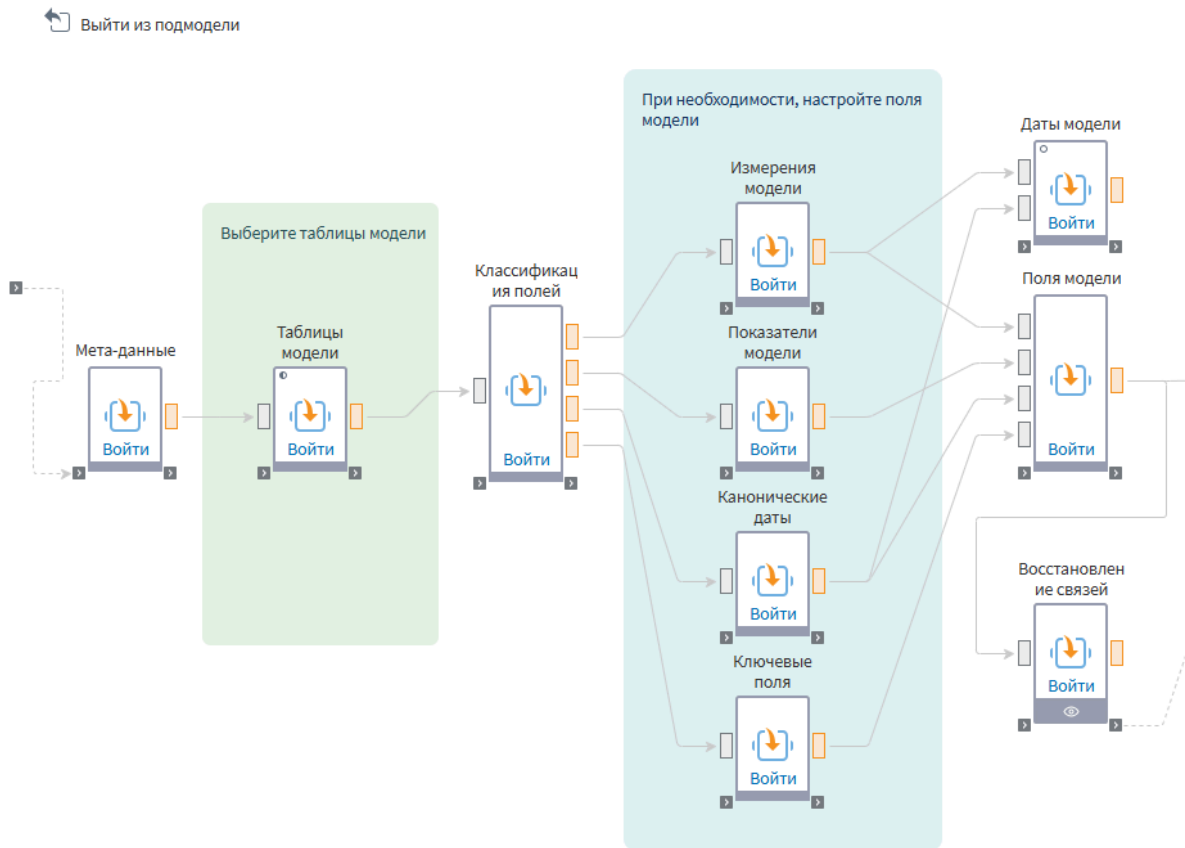 Выйти из подмодели
При необходимости, настройте поля
модели
Даты модели
Войти
Измерения
модели
Войти
Выберите таблицы модели
Классификац
ия полей
Войти
Поля модели
Войти
Мета-данные
Войти
Таблицы
модели
Войти
Показатели
модели
Войти
Канонические
даты
Войти
Восстановлен
ие связей
Войти
Ключевые
поля
Войти